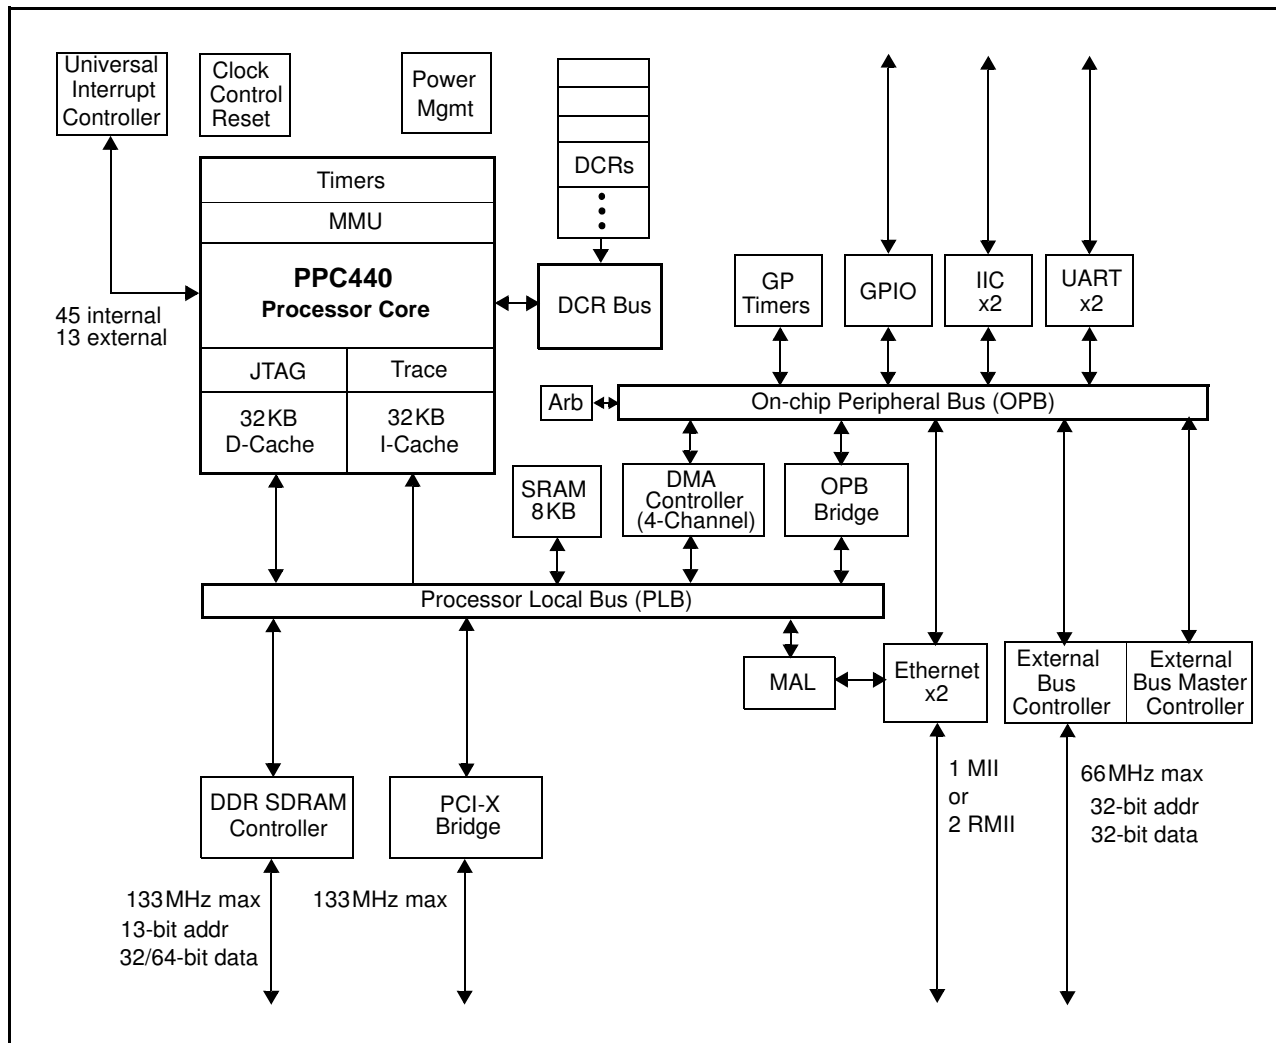 Universal
Interrupt
Controller
Clock
Control
Reset
Power
Mgmt
DCRs
Timers
MMU
PPC440
Processor Core
45 internal
13 external
DCR Bus
GP
Timers
GPIO
IIC
x2
UART
x2
JTAG
Trace
32KB
D-Cache
32KB
I-Cache
Arb
On-chip Peripheral Bus (OPB)
SRAM
8KB
DMA
Controller
(4-Channel)
OPB
Bridge
Processor Local Bus (PLB)
MAL
Ethernet
x2
External
Bus
Controller
External
Bus Master
Controller
DDR SDRAM
Controller
PCI-X
Bridge
1 MII
or
2 RMII
66MHz max
32-bit addr
32-bit data
133MHz max
13-bit addr
32/64-bit data
133MHz max